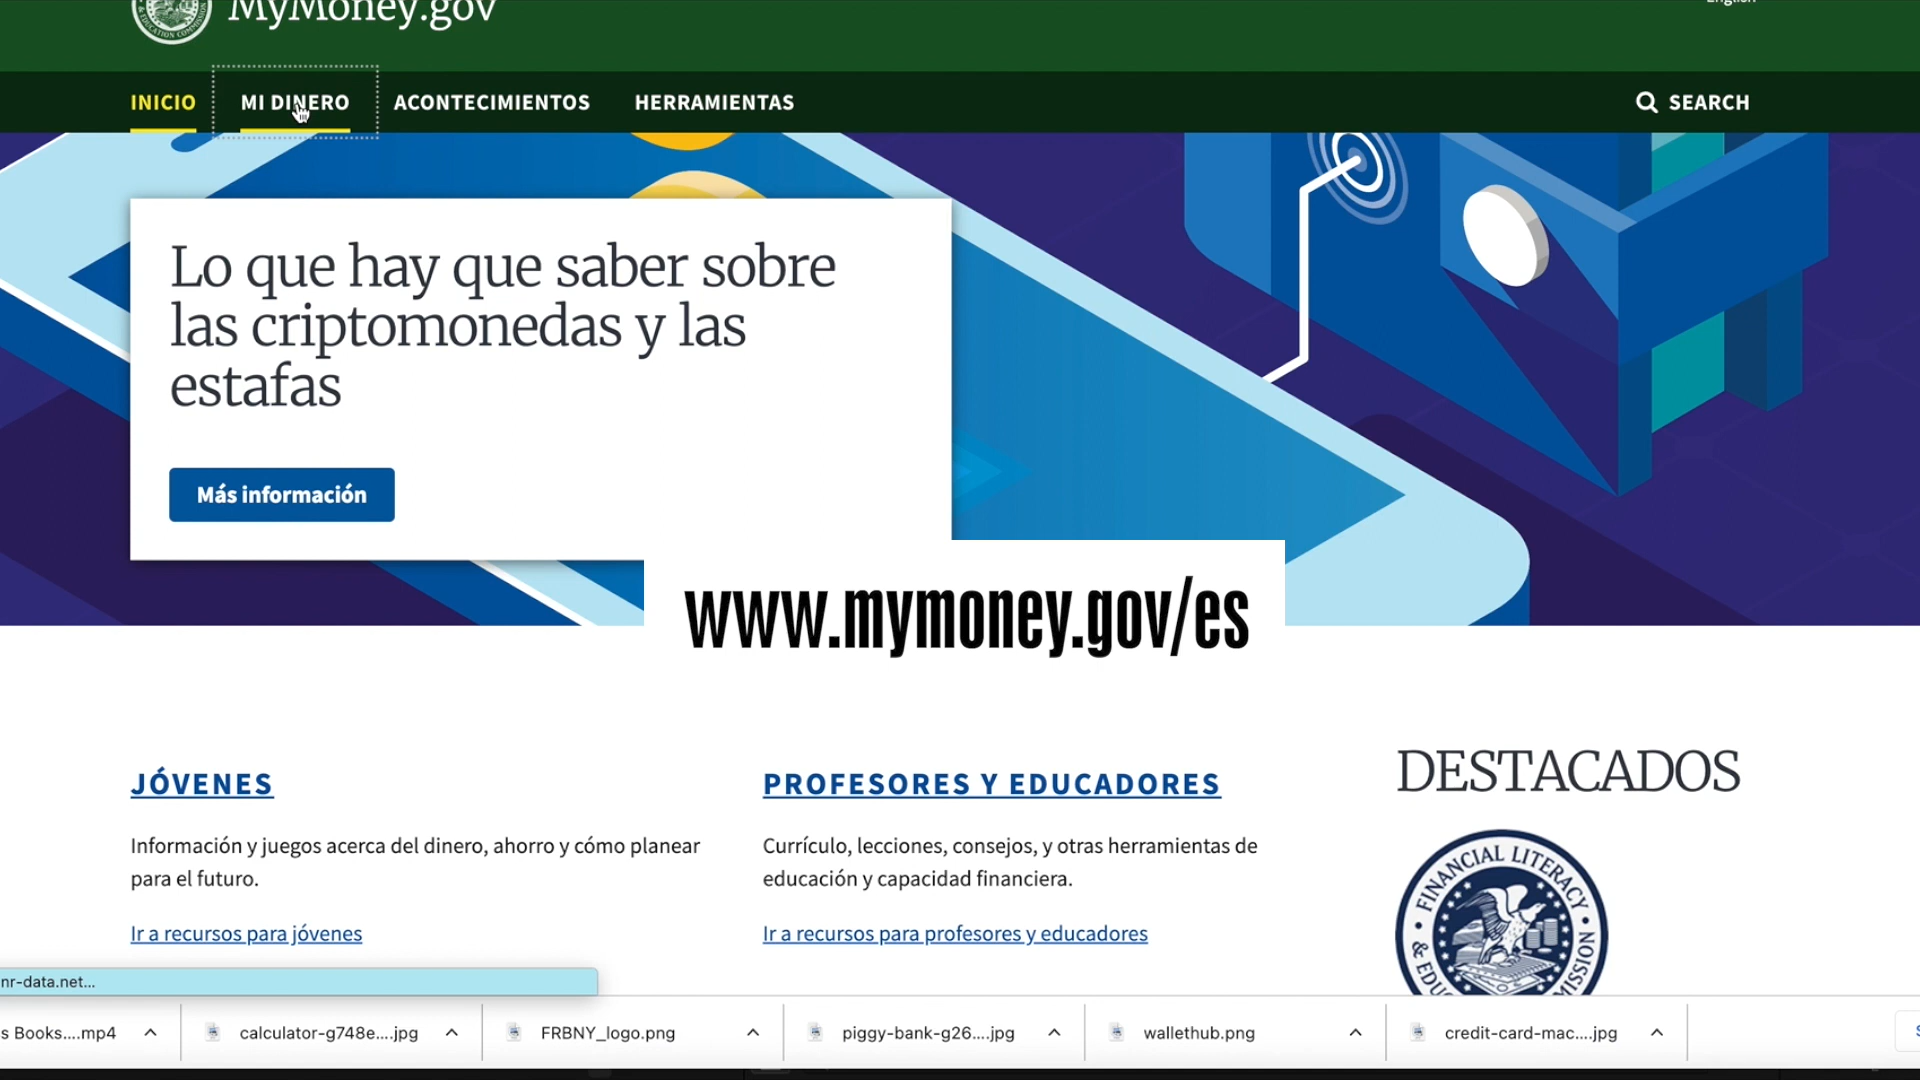 MyMoney.gov
English
INICIO
MI DINERO
ACONTECIMIENTOS
HERRAMIENTAS
SEARCH
Lo que hay que saber sobre
las criptomonedas y las
estafas
Más información
www.mymoney.gov/es
JÓVENES
Información y juegos acerca del dinero, ahorro y cómo planear
para el futuro.
Ir a recursos para jóvenes
PROFESORES Y EDUCADORES
Currículo, lecciones, consejos, y otras herramientas de
educación y capacidad financiera.
Ir a recursos para profesores y educadores
DESTACADOS
FINANCIAL LITERACY
nr-data.net...
s Books....mp4
calculator-g748e....jpg
FRBNY_logo.png
piggy-bank-g26....jpg
wallethub.png
credit-card-mac....jpg